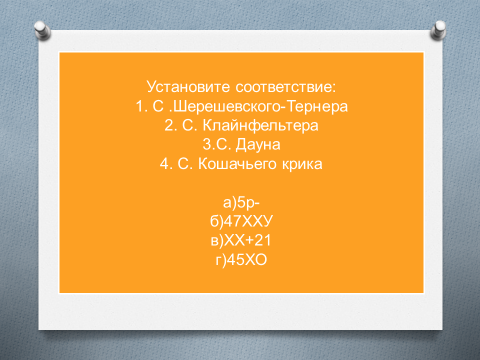 Установите соответствие:
1. С .Шерешевского-Тернера
2. С. Клайнфельтера
3.С. Дауна
4. С. Кошачьего крика
а)5р-
б)47ХХУ
в)ХХ+21
г)45ХО